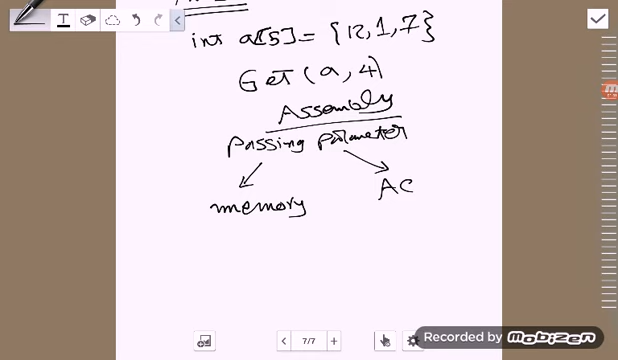 int a[5] = {12,1,7}
Get (a, 4)
Assembly
Passing Parameter
memory
AC
7/7
Recorded by mobizen